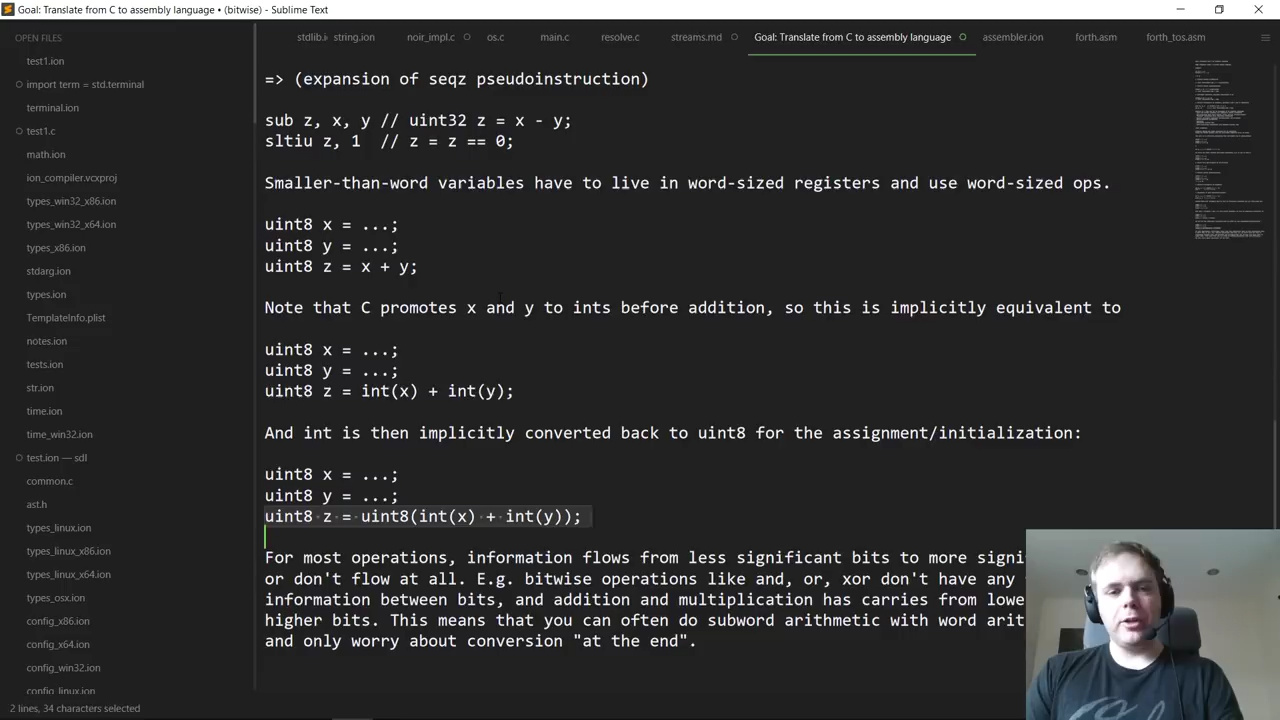 Goal: Translate from C to assembly language • (bitwise) - Sublime Text
OPEN FILES
test1.ion
import term = std.terminal
terminal.ion
test1.c
math.ion
ion_compiler.vcxproj
types_win32_x86.ion
types_win32_x64.ion
types_x86.ion
stdarg.ion
types.ion
TemplateInfo.plist
notes.ion
tests.ion
str.ion
time.ion
time_win32.ion
test.ion — sdl
common.c
ast.h
types_linux.ion
types_linux_x86.ion
types_linux_x64.ion
types_osx.ion
config_x86.ion
config_x64.ion
config_win32.ion
config_linux.ion
stdlib.i string.ion noir_impl.c os.c main.c resolve.c streams.md Goal: Translate from C to assembly language assembler.ion forth.asm forth_tos.asm
=> (expansion of seqz pseudoinstruction)
sub z, x, y // uint32 z = x - y;
sltiu z, 1 // z = z == 0;
Smaller-than-word variables have to live in word-sized registers and use word-sized ops.
uint8 x = ...;
uint8 y = ...;
uint8 z = x + y;
Note that C promotes x and y to ints before addition, so this is implicitly equivalent to
uint8 x = ...;
uint8 y = ...;
uint8 z = int(x) + int(y);
And int is then implicitly converted back to uint8 for the assignment/initialization:
uint8 x = ...;
uint8 y = ...;
uint8 z = uint8(int(x) + int(y));
For most operations, information flows from less significant bits to more signi
or don't flow at all. E.g. bitwise operations like and, or, xor don't have any
information between bits, and addition and multiplication has carries from lowe
higher bits. This means that you can often do subword arithmetic with word arit
and only worry about conversion "at the end".
2 lines, 34 characters selected